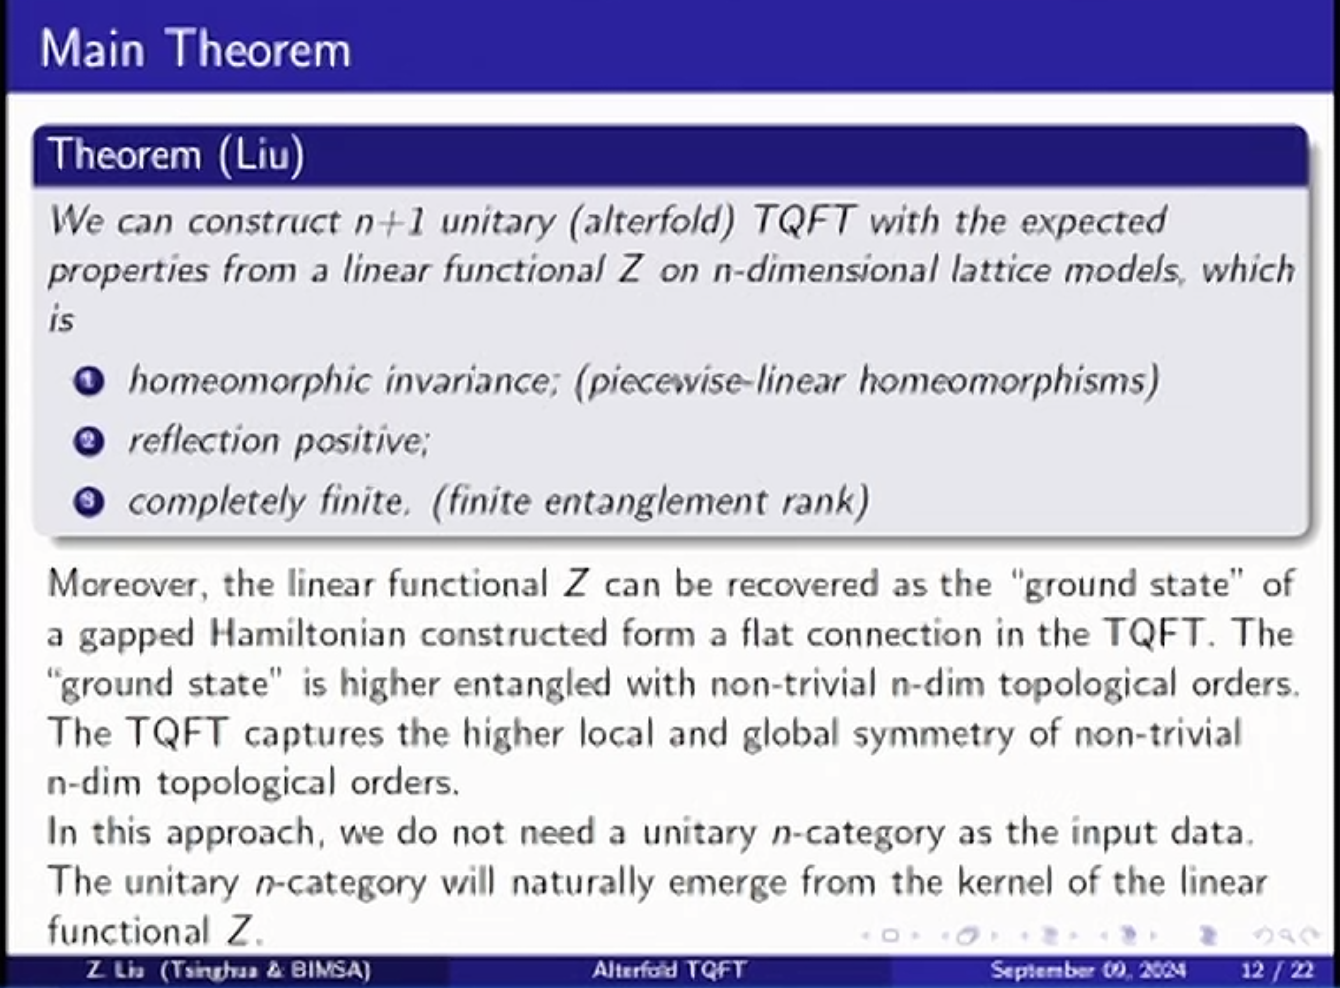 Main Theorem
Theorem (Liu)
We can construct n+1 unitary (alterfold) TQFT with the expected
properties from a linear functional Z on n-dimensional lattice models, which
is
1 homeomorphic invariance; (piecewise-linear homeomorphisms)
2 reflection positive;
3 completely finite. (finite entanglement rank)
Moreover, the linear functional Z can be recovered as the “ground state” of
a gapped Hamiltonian constructed form a flat connection in the TQFT. The
“ground state” is higher entangled with non-trivial n-dim topological orders.
The TQFT captures the higher local and global symmetry of non-trivial
n-dim topological orders.
In this approach, we do not need a unitary n-category as the input data.
The unitary n-category will naturally emerge from the kernel of the linear
functional Z.
Z. Liu (Tsinghua & BIMSA) Alterfold TQFT September 09, 2024 12 / 22